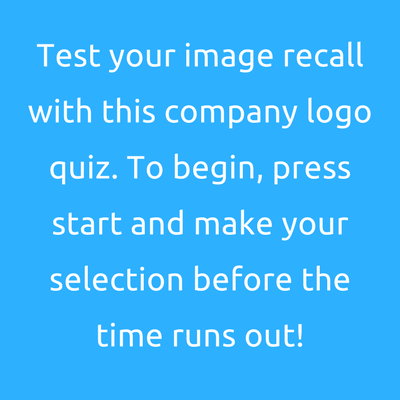 Test your image recall
with this company logo
quiz. To begin, press
start and make your
selection before the
time runs out!